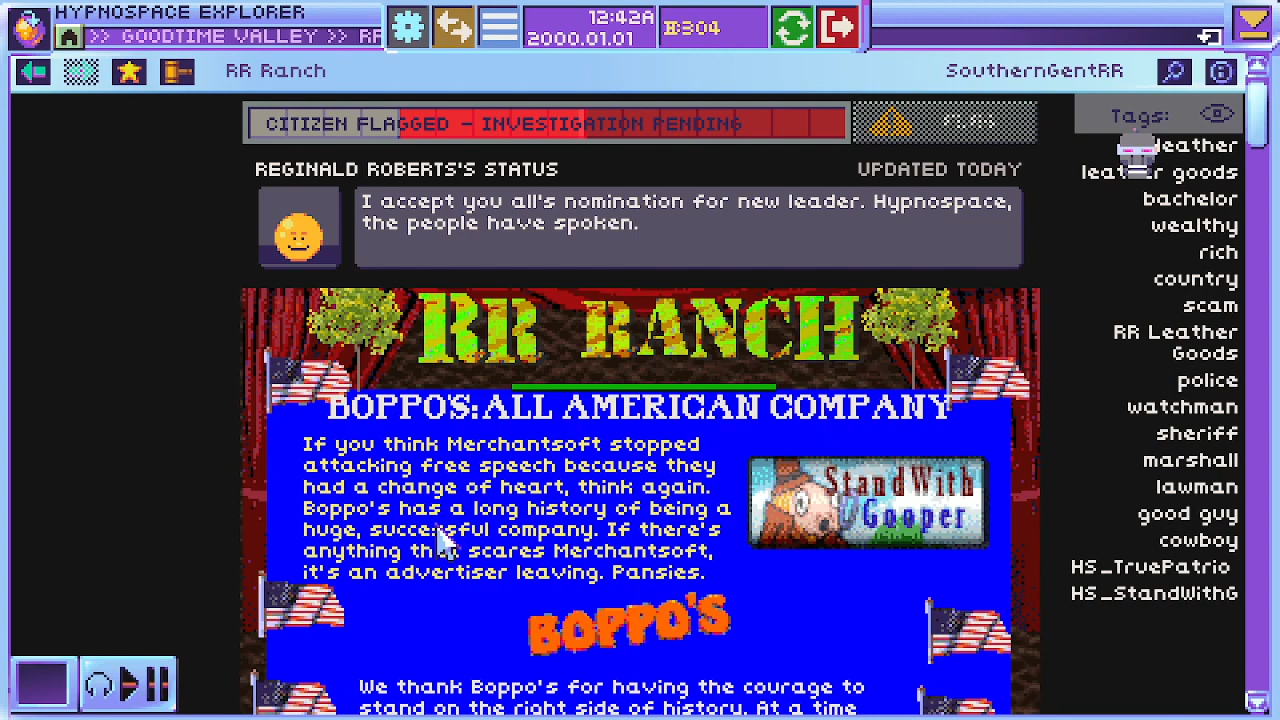 HYPNOSPACE EXPLORER
>> GOODTIME VALLEY >> RR
12:42A
2000.01.01
304
RR Ranch
SouthernGentRR
CITIZEN FLAGGED - INVESTIGATION PENDING
FLAG
Tags:
REGINALD ROBERTS'S STATUS
UPDATED TODAY
I accept you all's nomination for new leader. Hypnospace,
the people have spoken.
leather
leather goods
bachelor
wealthy
rich
country
scam
RR Leather
Goods
police
watchman
sheriff
marshall
lawman
good guy
cowboy
HS_TruePatrio
HS_StandWithG
RR RANCH
BOPPO'S:ALL AMERICAN COMPANY
If you think Merchantsoft stopped
attacking free speech because they
had a change of heart, think again.
Boppo's has a long history of being a
huge, successful company. If there's
anything that scares Merchantsoft,
it's an advertiser leaving. Pansies.
StandWith
Gooper
BOPPO'S
We thank Boppo's for having the courage to
stand on the right side of history. At a time